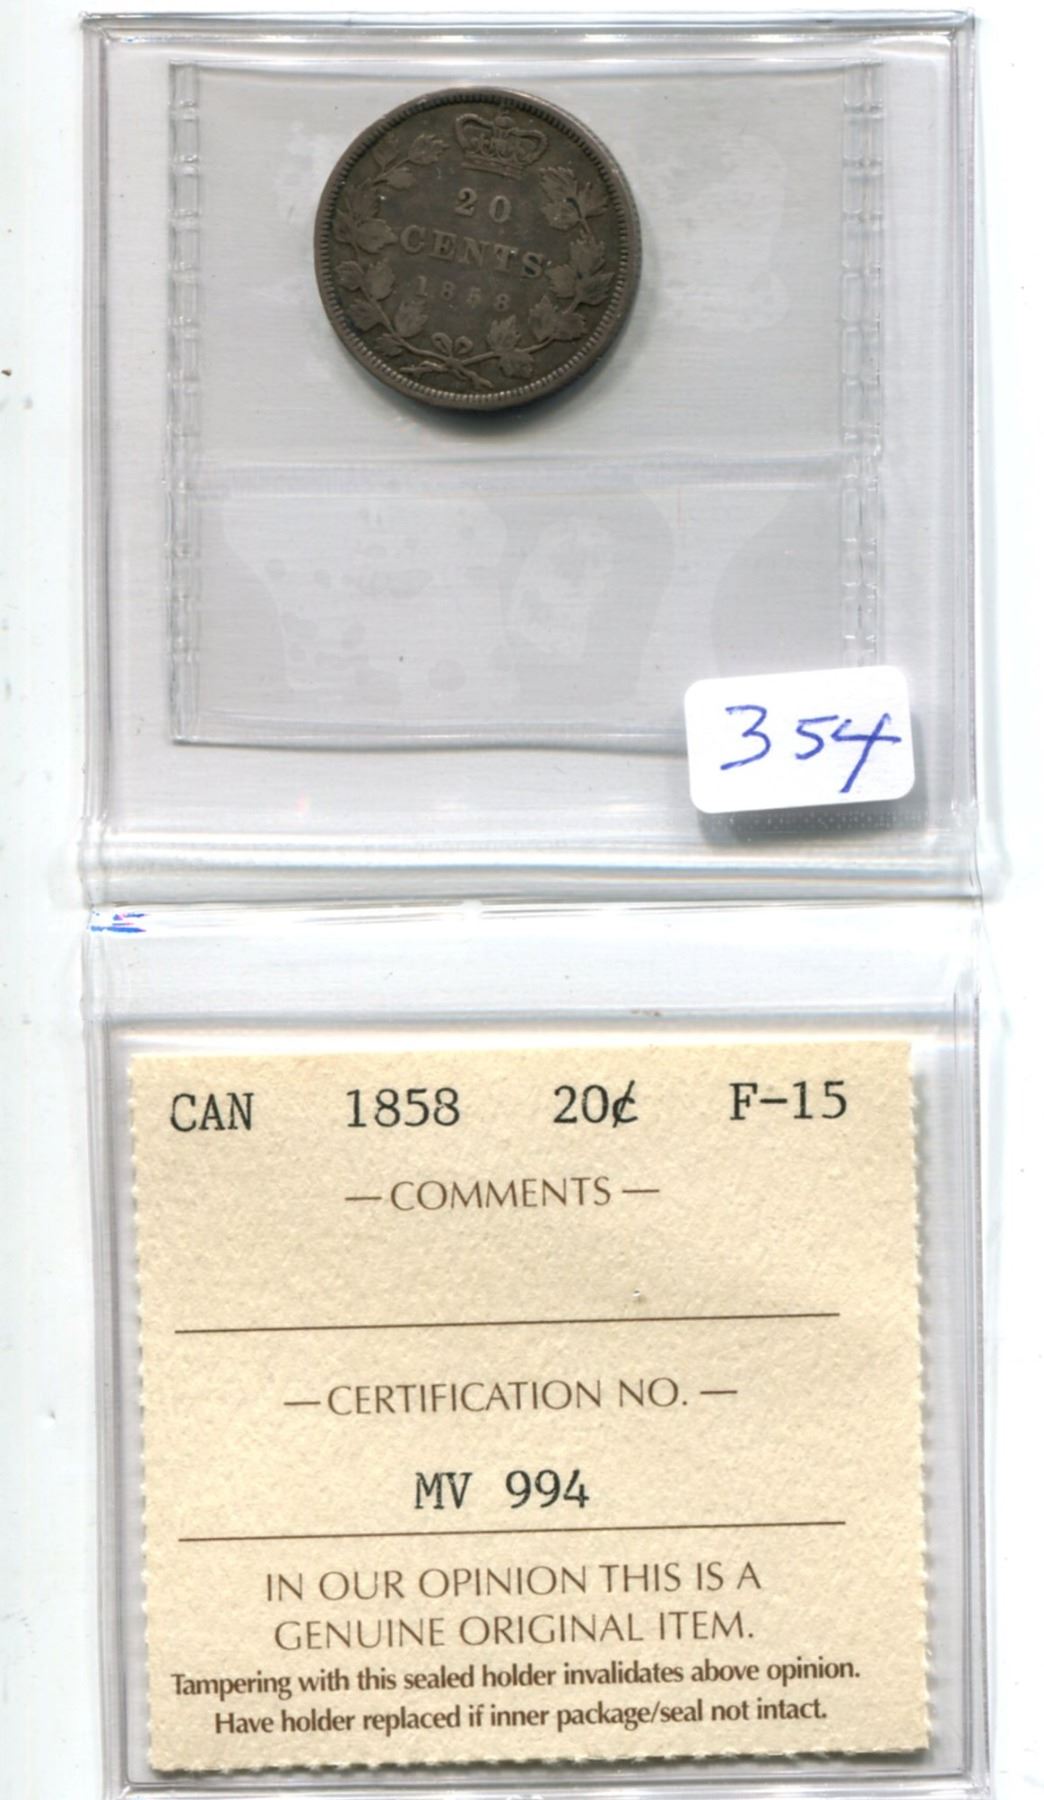 20
CENTS
1858
354
CAN 1858 20¢ F-15
— COMMENTS —
— CERTIFICATION NO. —
MV 994
IN OUR OPINION THIS IS A
GENUINE ORIGINAL ITEM.
Tampering with this sealed holder invalidates above opinion.
Have holder replaced if inner package/seal not intact.